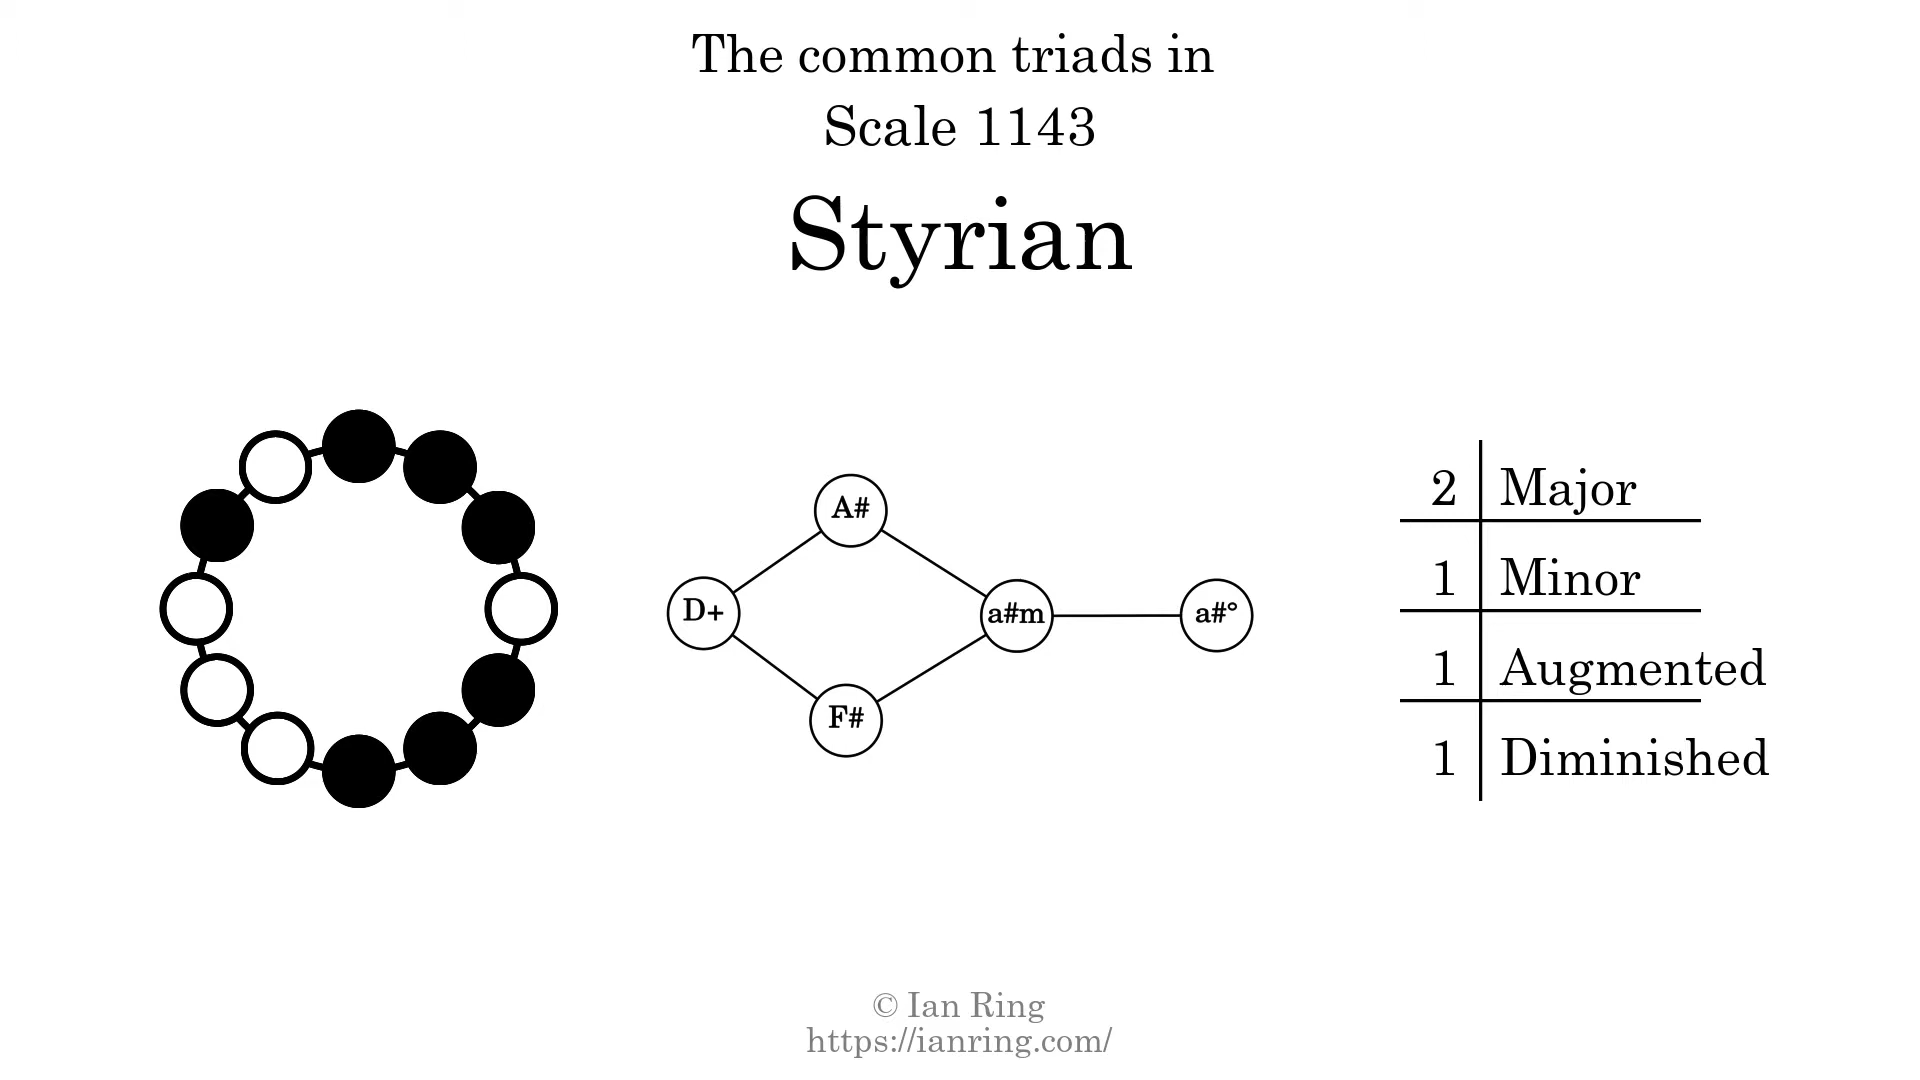 The common triads in
Scale 1143
Styrian
A#
D+
a#m
a#°
F#
2 Major
1 Minor
1 Augmented
1 Diminished
© Ian Ring
https://ianring.com/